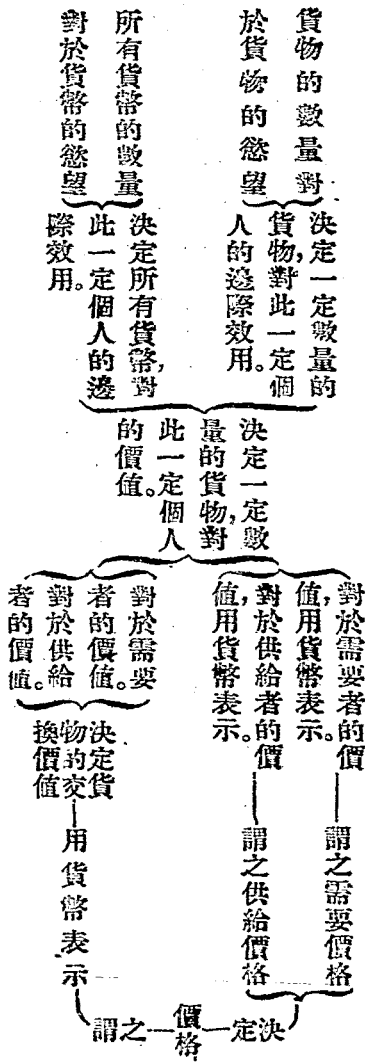 貨物的數量對
於貨物的慾望
所有貨幣的數量
對於貨幣的慾望
決定一定數量的
貨物，對此一定個
人的邊際效用。
決定所有貨幣，對
此一定個人的邊
際效用。
決定一定數
量的貨物，對
此一定個人
的價值。
對於需要者的價
值，用貨幣表示。
對於供給者的價
值，用貨幣表示。
對於需要
者的價值。
對於供給
者的價值。
謂之需要價格
謂之供給價格
決定貨
物的交
換價值
用貨幣表示
謂之價格定決